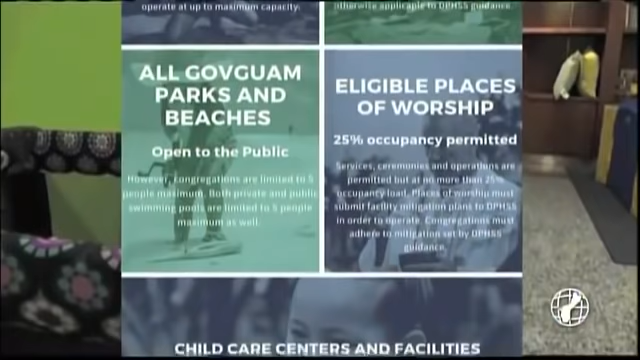 operate at up to maximum capacity.
otherwise applicable to DPHSS guidance.
ALL GOVGUAM
PARKS AND
BEACHES
Open to the Public
However, congregations are limited to 5
people maximum. Both private and public
swimming pools are limited to 5 people
maximum as well.
ELIGIBLE PLACES
OF WORSHIP
25% occupancy permitted
Services, ceremonies and operations are
permitted but at no more than 25%
occupancy load. Places of worship must
submit facility mitigation plans to DPHSS
in order to operate. Congregations must
adhere to mitigation set by DPHSS
guidance.
CHILD CARE CENTERS AND FACILITIES